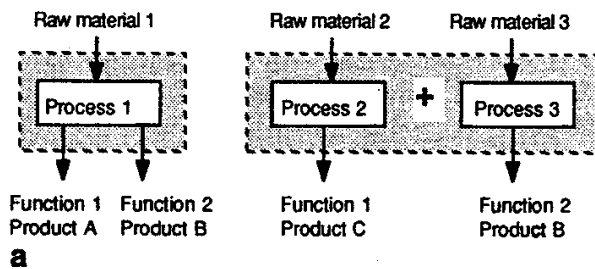 Raw material 1
Raw material 2
Raw material 3
Process 1
Process 2
+
Process 3
Function 1
Product A
Function 2
Product B
Function 1
Product C
Function 2
Product B
a